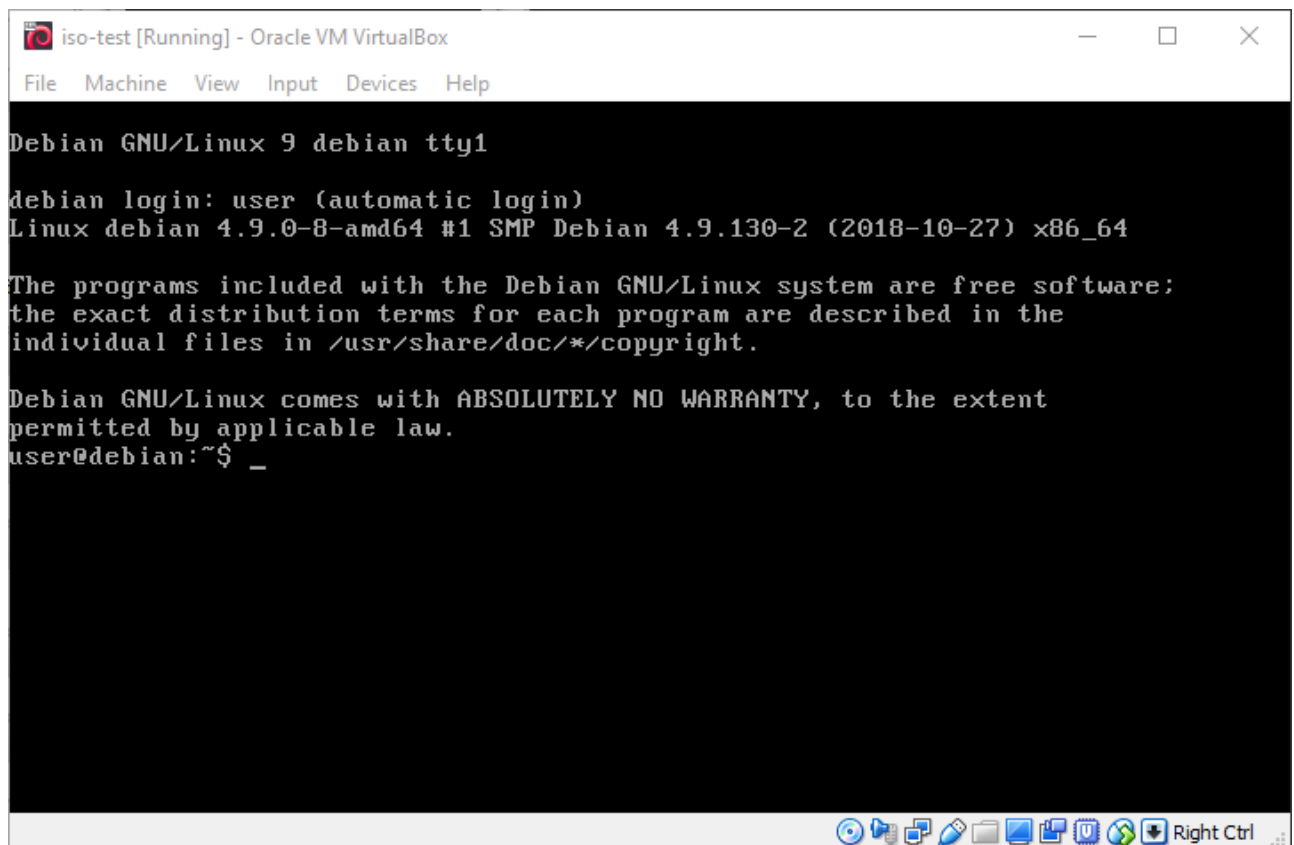 iso-test [Running] - Oracle VM VirtualBox
File Machine View Input Devices Help
Debian GNU/Linux 9 debian tty1
debian login: user (automatic login)
Linux debian 4.9.0-8-amd64 #1 SMP Debian 4.9.130-2 (2018-10-27) x86_64
The programs included with the Debian GNU/Linux system are free software;
the exact distribution terms for each program are described in the
individual files in /usr/share/doc/*/copyright.
Debian GNU/Linux comes with ABSOLUTELY NO WARRANTY, to the extent
permitted by applicable law.
user@debian:~$ _
Right Ctrl